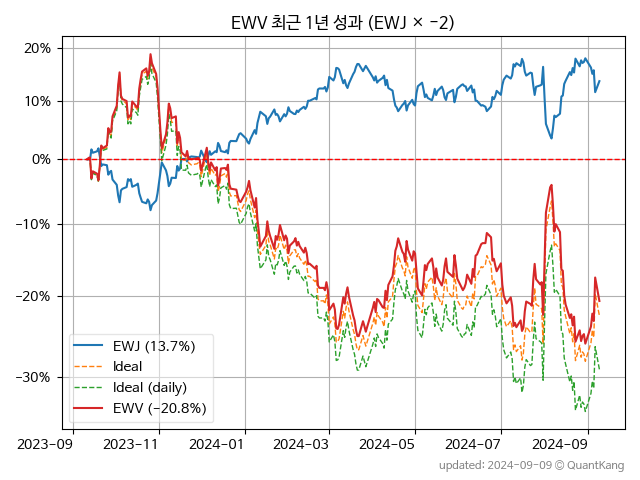 EWV 최근 1년 성과 (EWJ × −2)
20%
10%
0%
−10%
−20%
−30%
EWJ (13.7%)
Ideal
Ideal (daily)
EWV (−20.8%)
2023-09
2023-11
2024-01
2024-03
2024-05
2024-07
2024-09
updated: 2024-09-09 © QuantKang